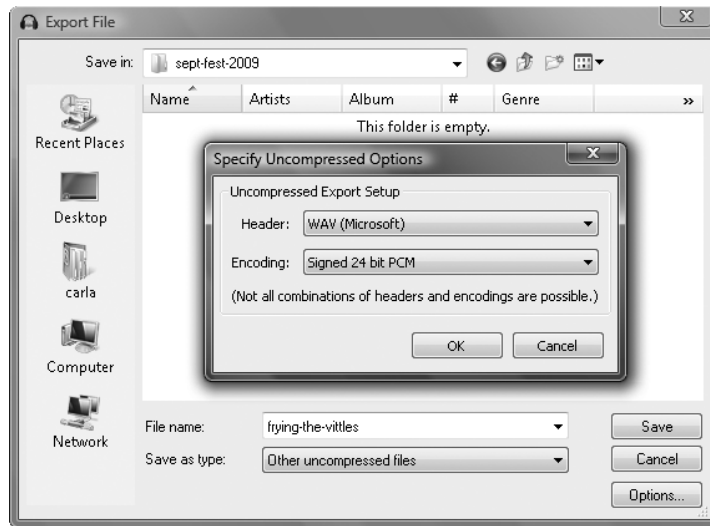 Export File
Save in: sept-fest-2009
Name Artists Album # Genre »
This folder is empty.
Recent Places
Desktop
carla
Computer
Network
Specify Uncompressed Options
Uncompressed Export Setup
Header: WAV (Microsoft)
Encoding: Signed 24 bit PCM
(Not all combinations of headers and encodings are possible.)
OK Cancel
File name: frying-the-vittles Save
Save as type: Other uncompressed files Cancel
Options...